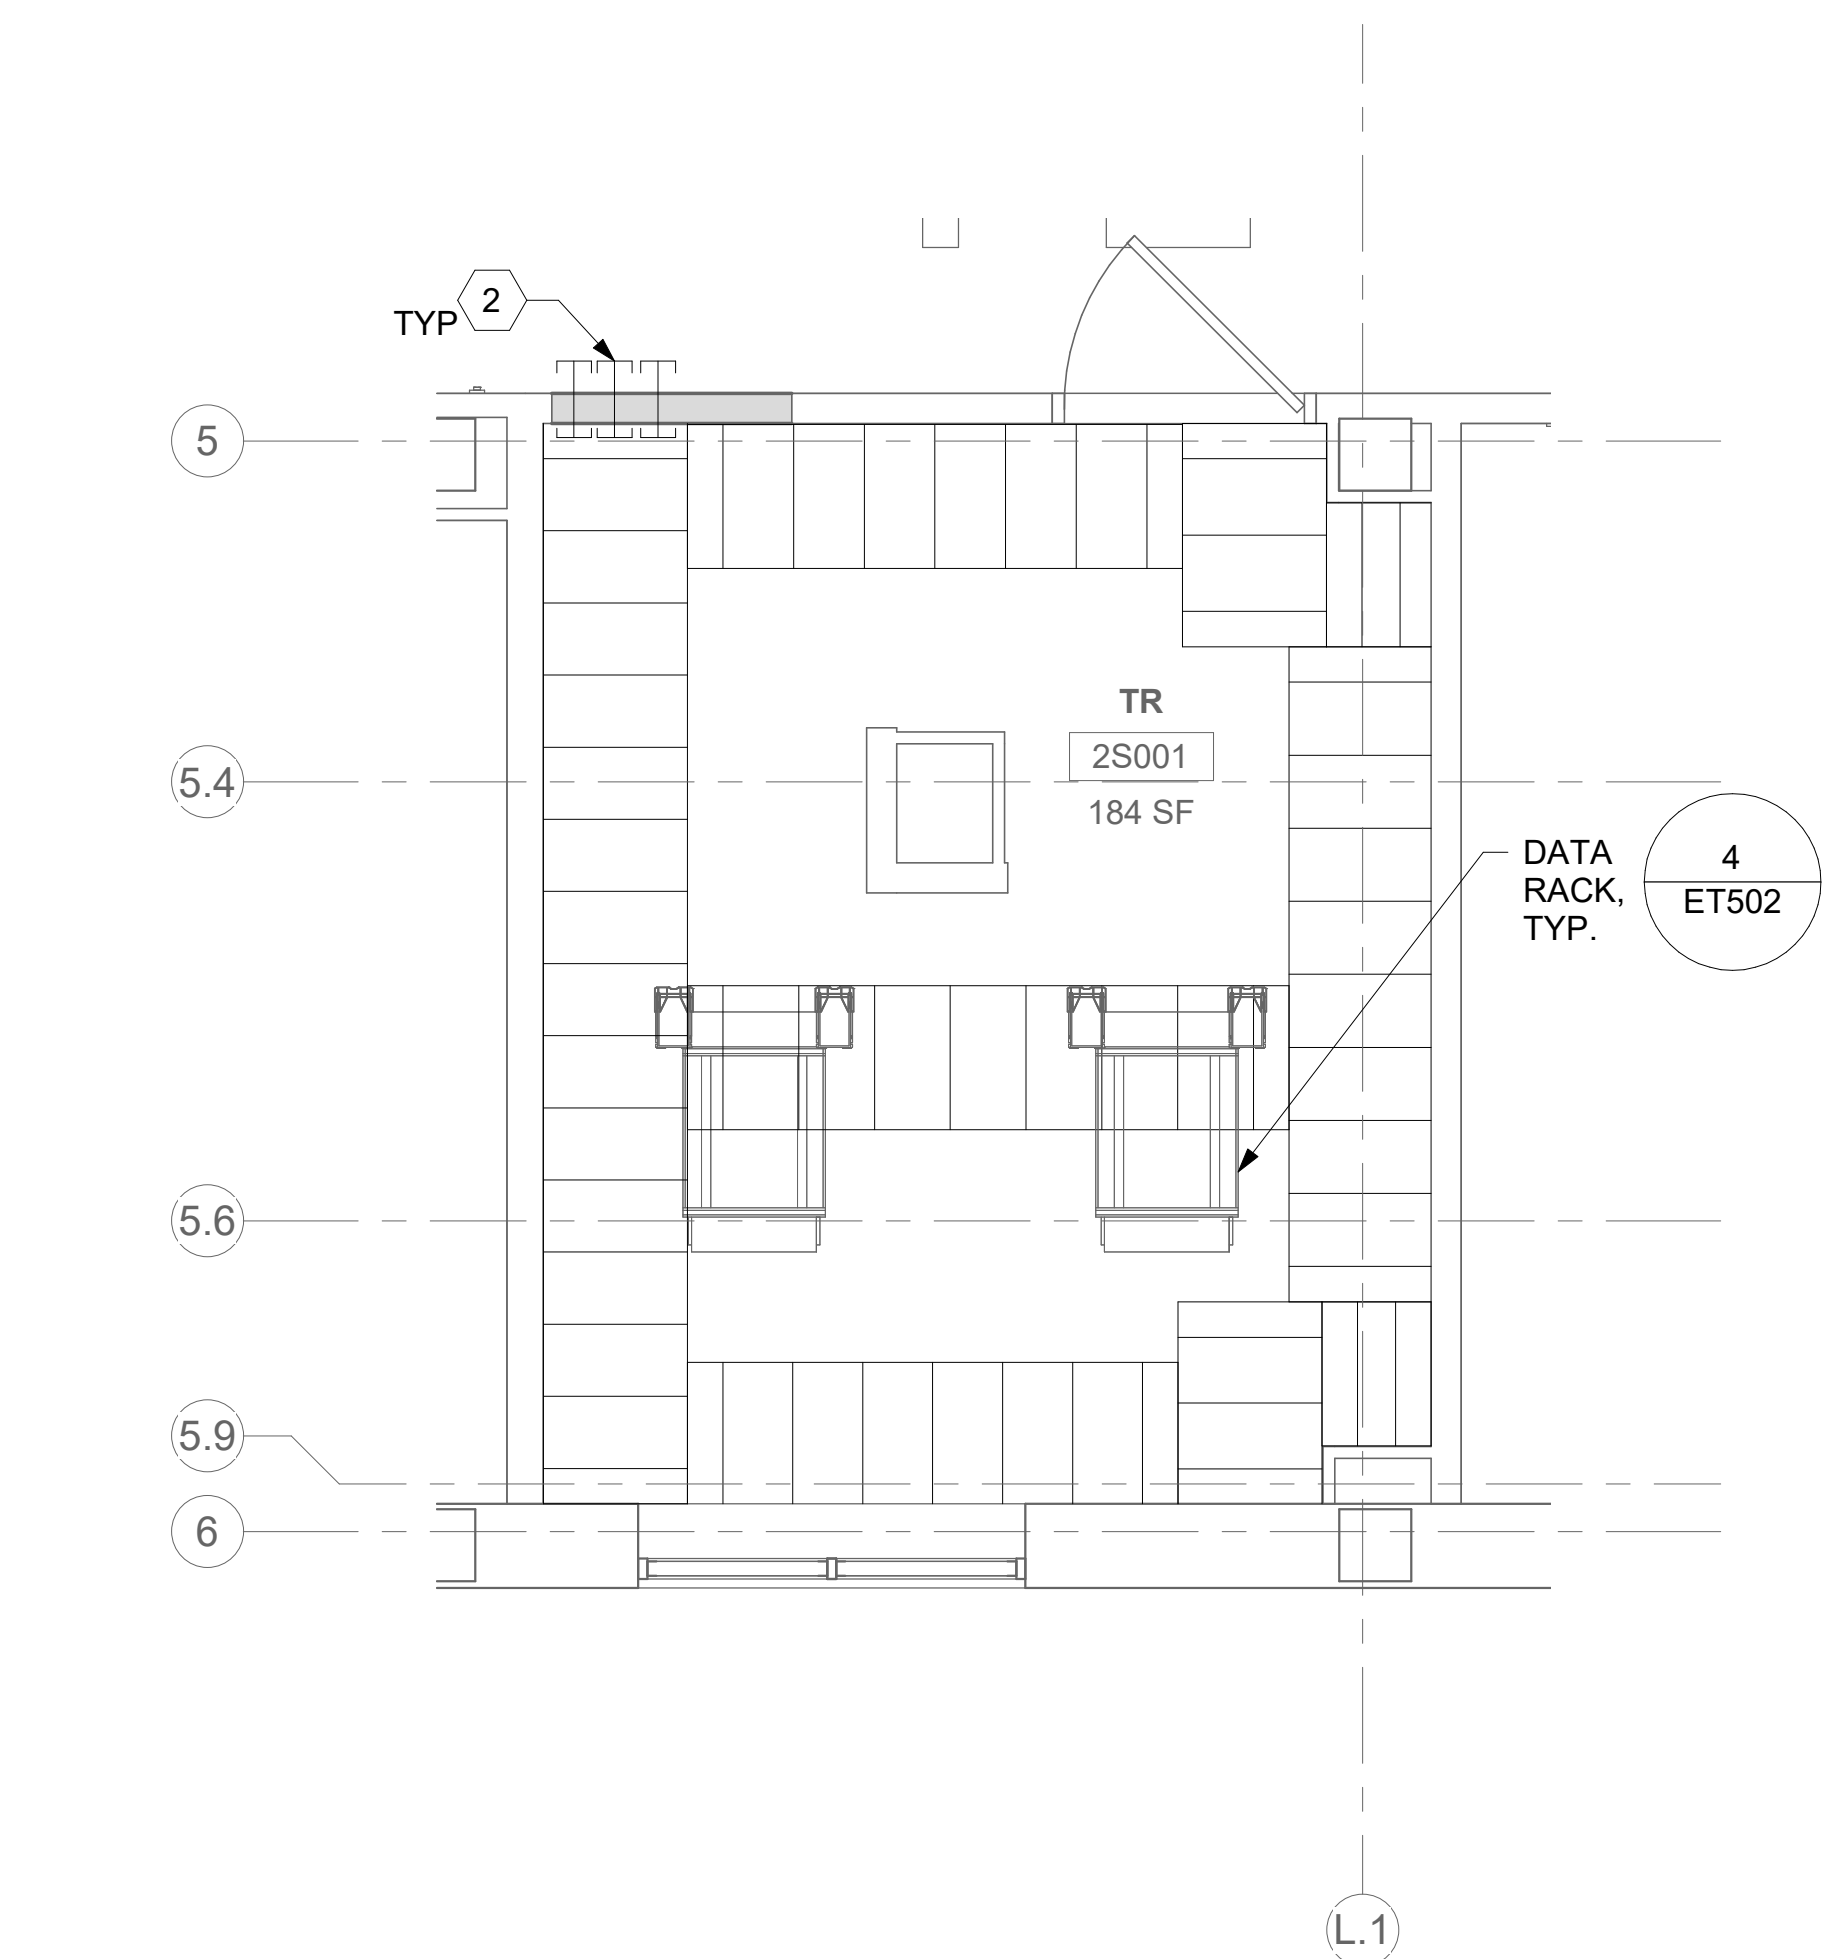 2
TYP
5
TR
2S001
5.4
184 SF
DATA
RACK,
TYP.
4
ET502
5.6
5.9
6
L.1